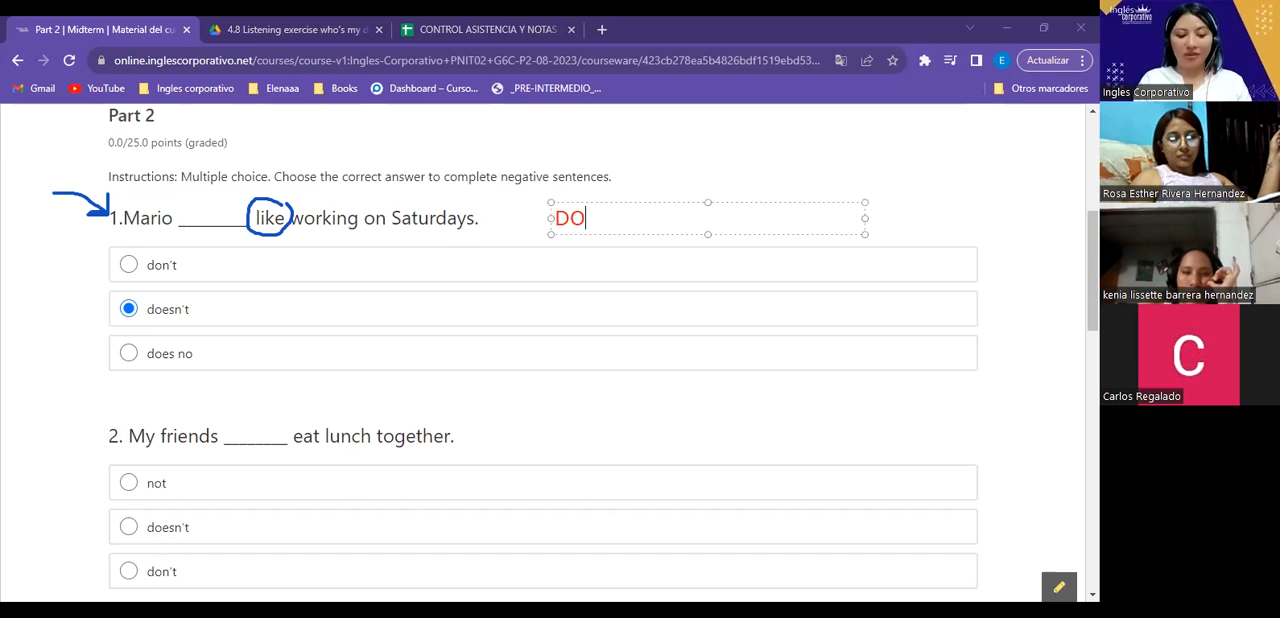 Part 2 | Midterm | Material del cu
4.8 Listening exercise who's my d
CONTROL ASISTENCIA Y NOTAS
online.inglescorporativo.net/courses/course-v1:Ingles-Corporativo+PNIT02+G6C-P2-08-2023/courseware/423cb278ea5b4826bdf1519ebd53...
E
Actualizar
Gmail
YouTube
Ingles corporativo
Elenaaa
Books
Dashboard – Curso...
_PRE-INTERMEDIO_...
Otros marcadores
Part 2
0.0/25.0 points (graded)
Instructions: Multiple choice. Choose the correct answer to complete negative sentences.
1.Mario ________ like working on Saturdays.
DO
don't
doesn't
does no
2. My friends _______ eat lunch together.
not
doesn't
don't
Inglés
Corporativo
Ingles Corporativo
Rosa Esther Rivera Hernandez
kenia lissette barrera hernandez
C
Carlos Regalado